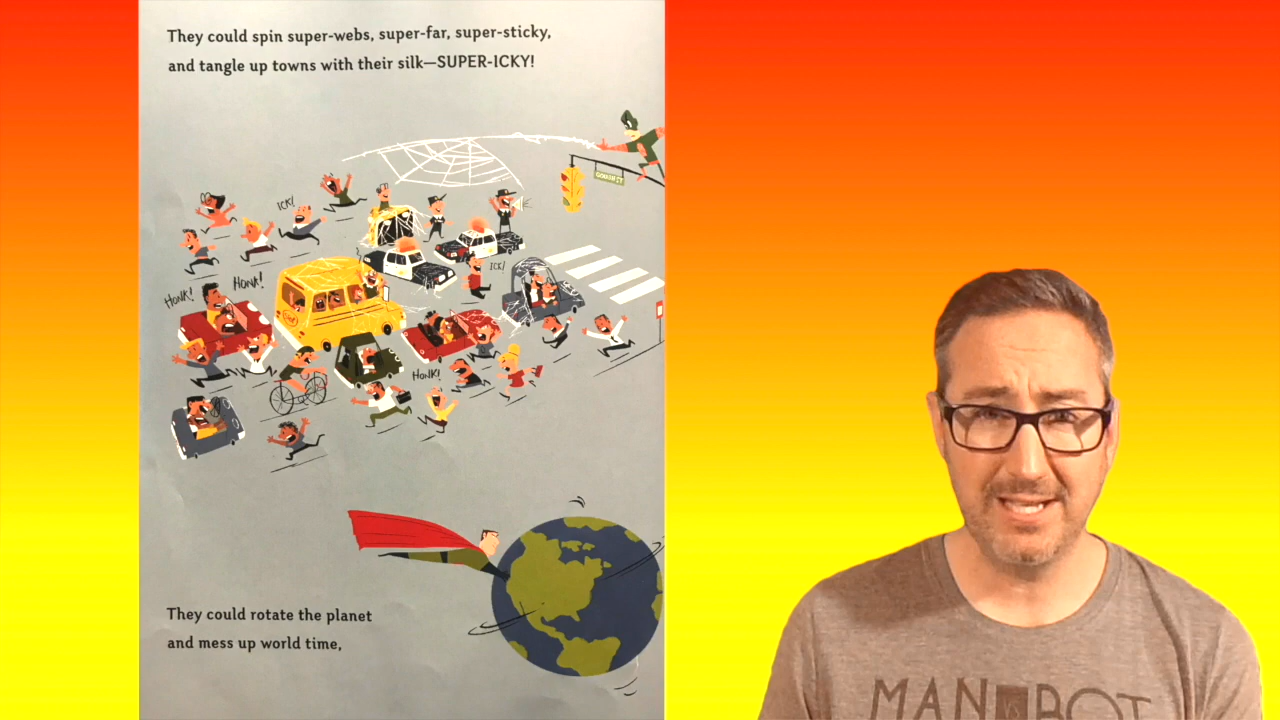 They could spin super-webs, super-far, super-sticky,
and tangle up towns with their silk—SUPER-ICKY!
ICK!
ICK!
HONK!
HONK!
HONK!
They could rotate the planet
and mess up world time,
MAN BOT